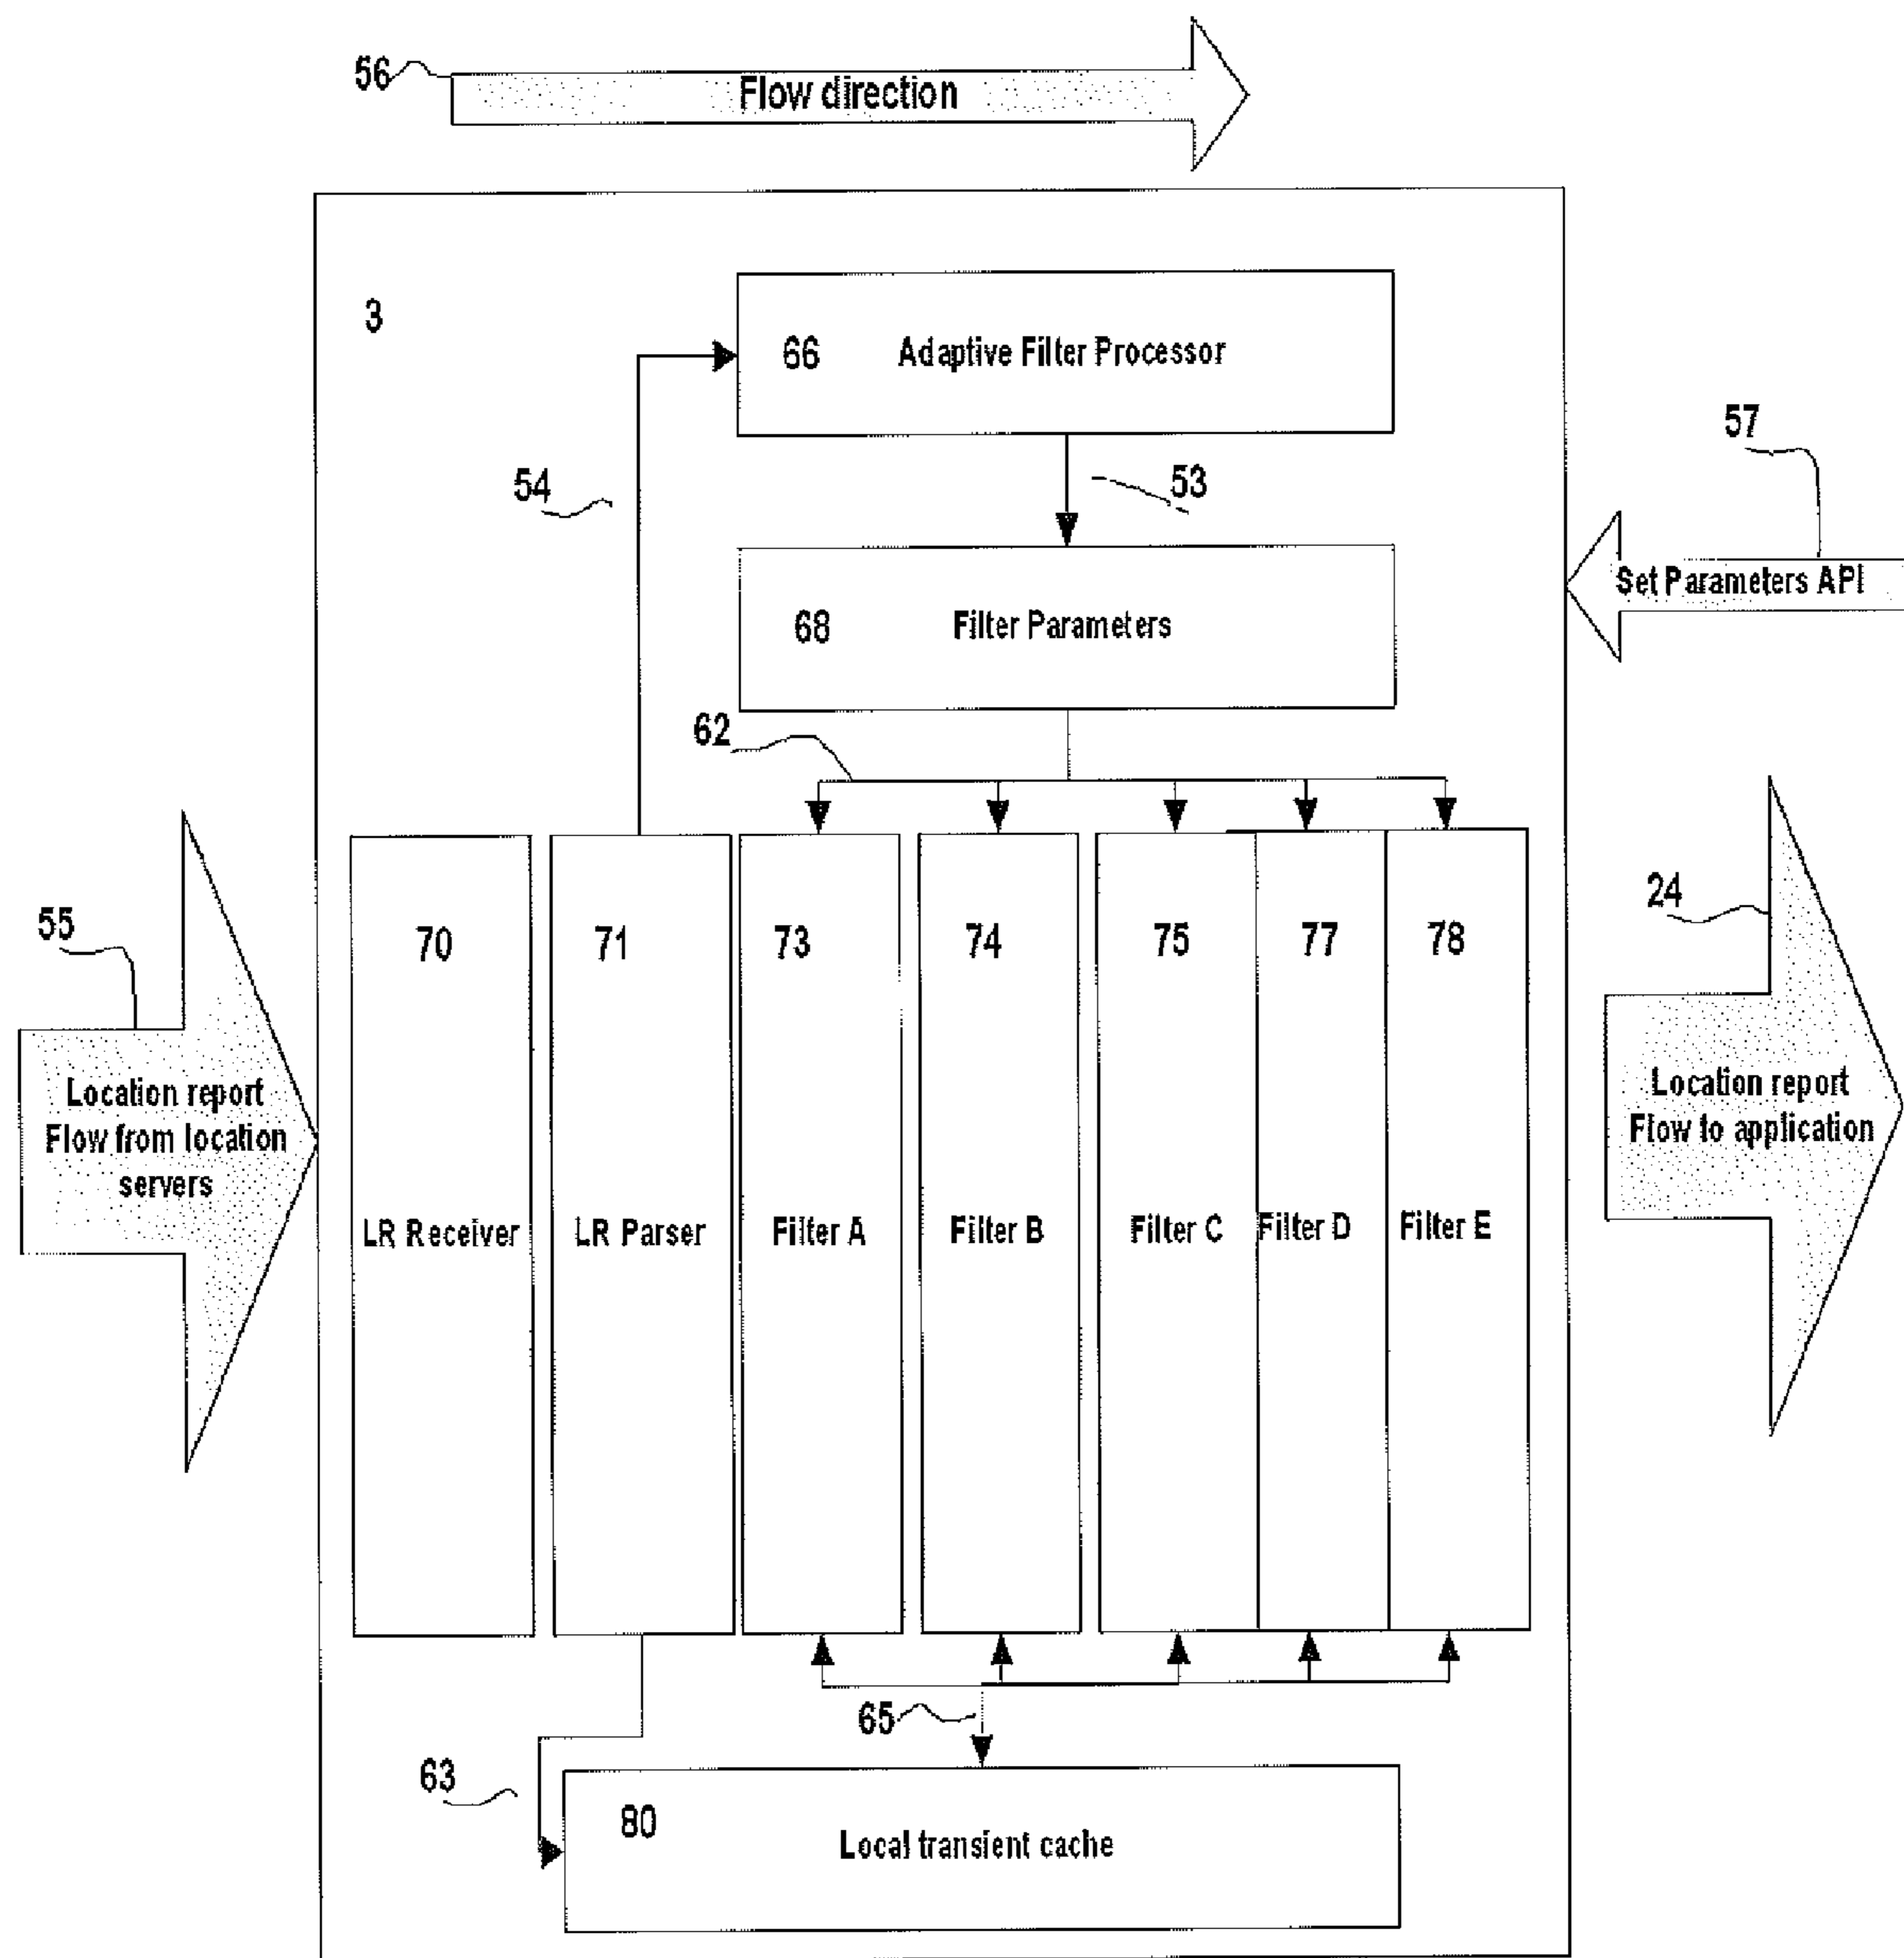 56
Flow direction
3
66
Adaptive Filter Processor
57
54
53
Set Parameters API
68
Filter Parameters
62
55
24
70
71
73
74
75
77
78
Location report
Flow from location
servers
Location report
Flow to application
LR Receiver
LR Parser
Filter A
Filter B
Filter C
Filter D
Filter E
65
63
80
Local transient cache